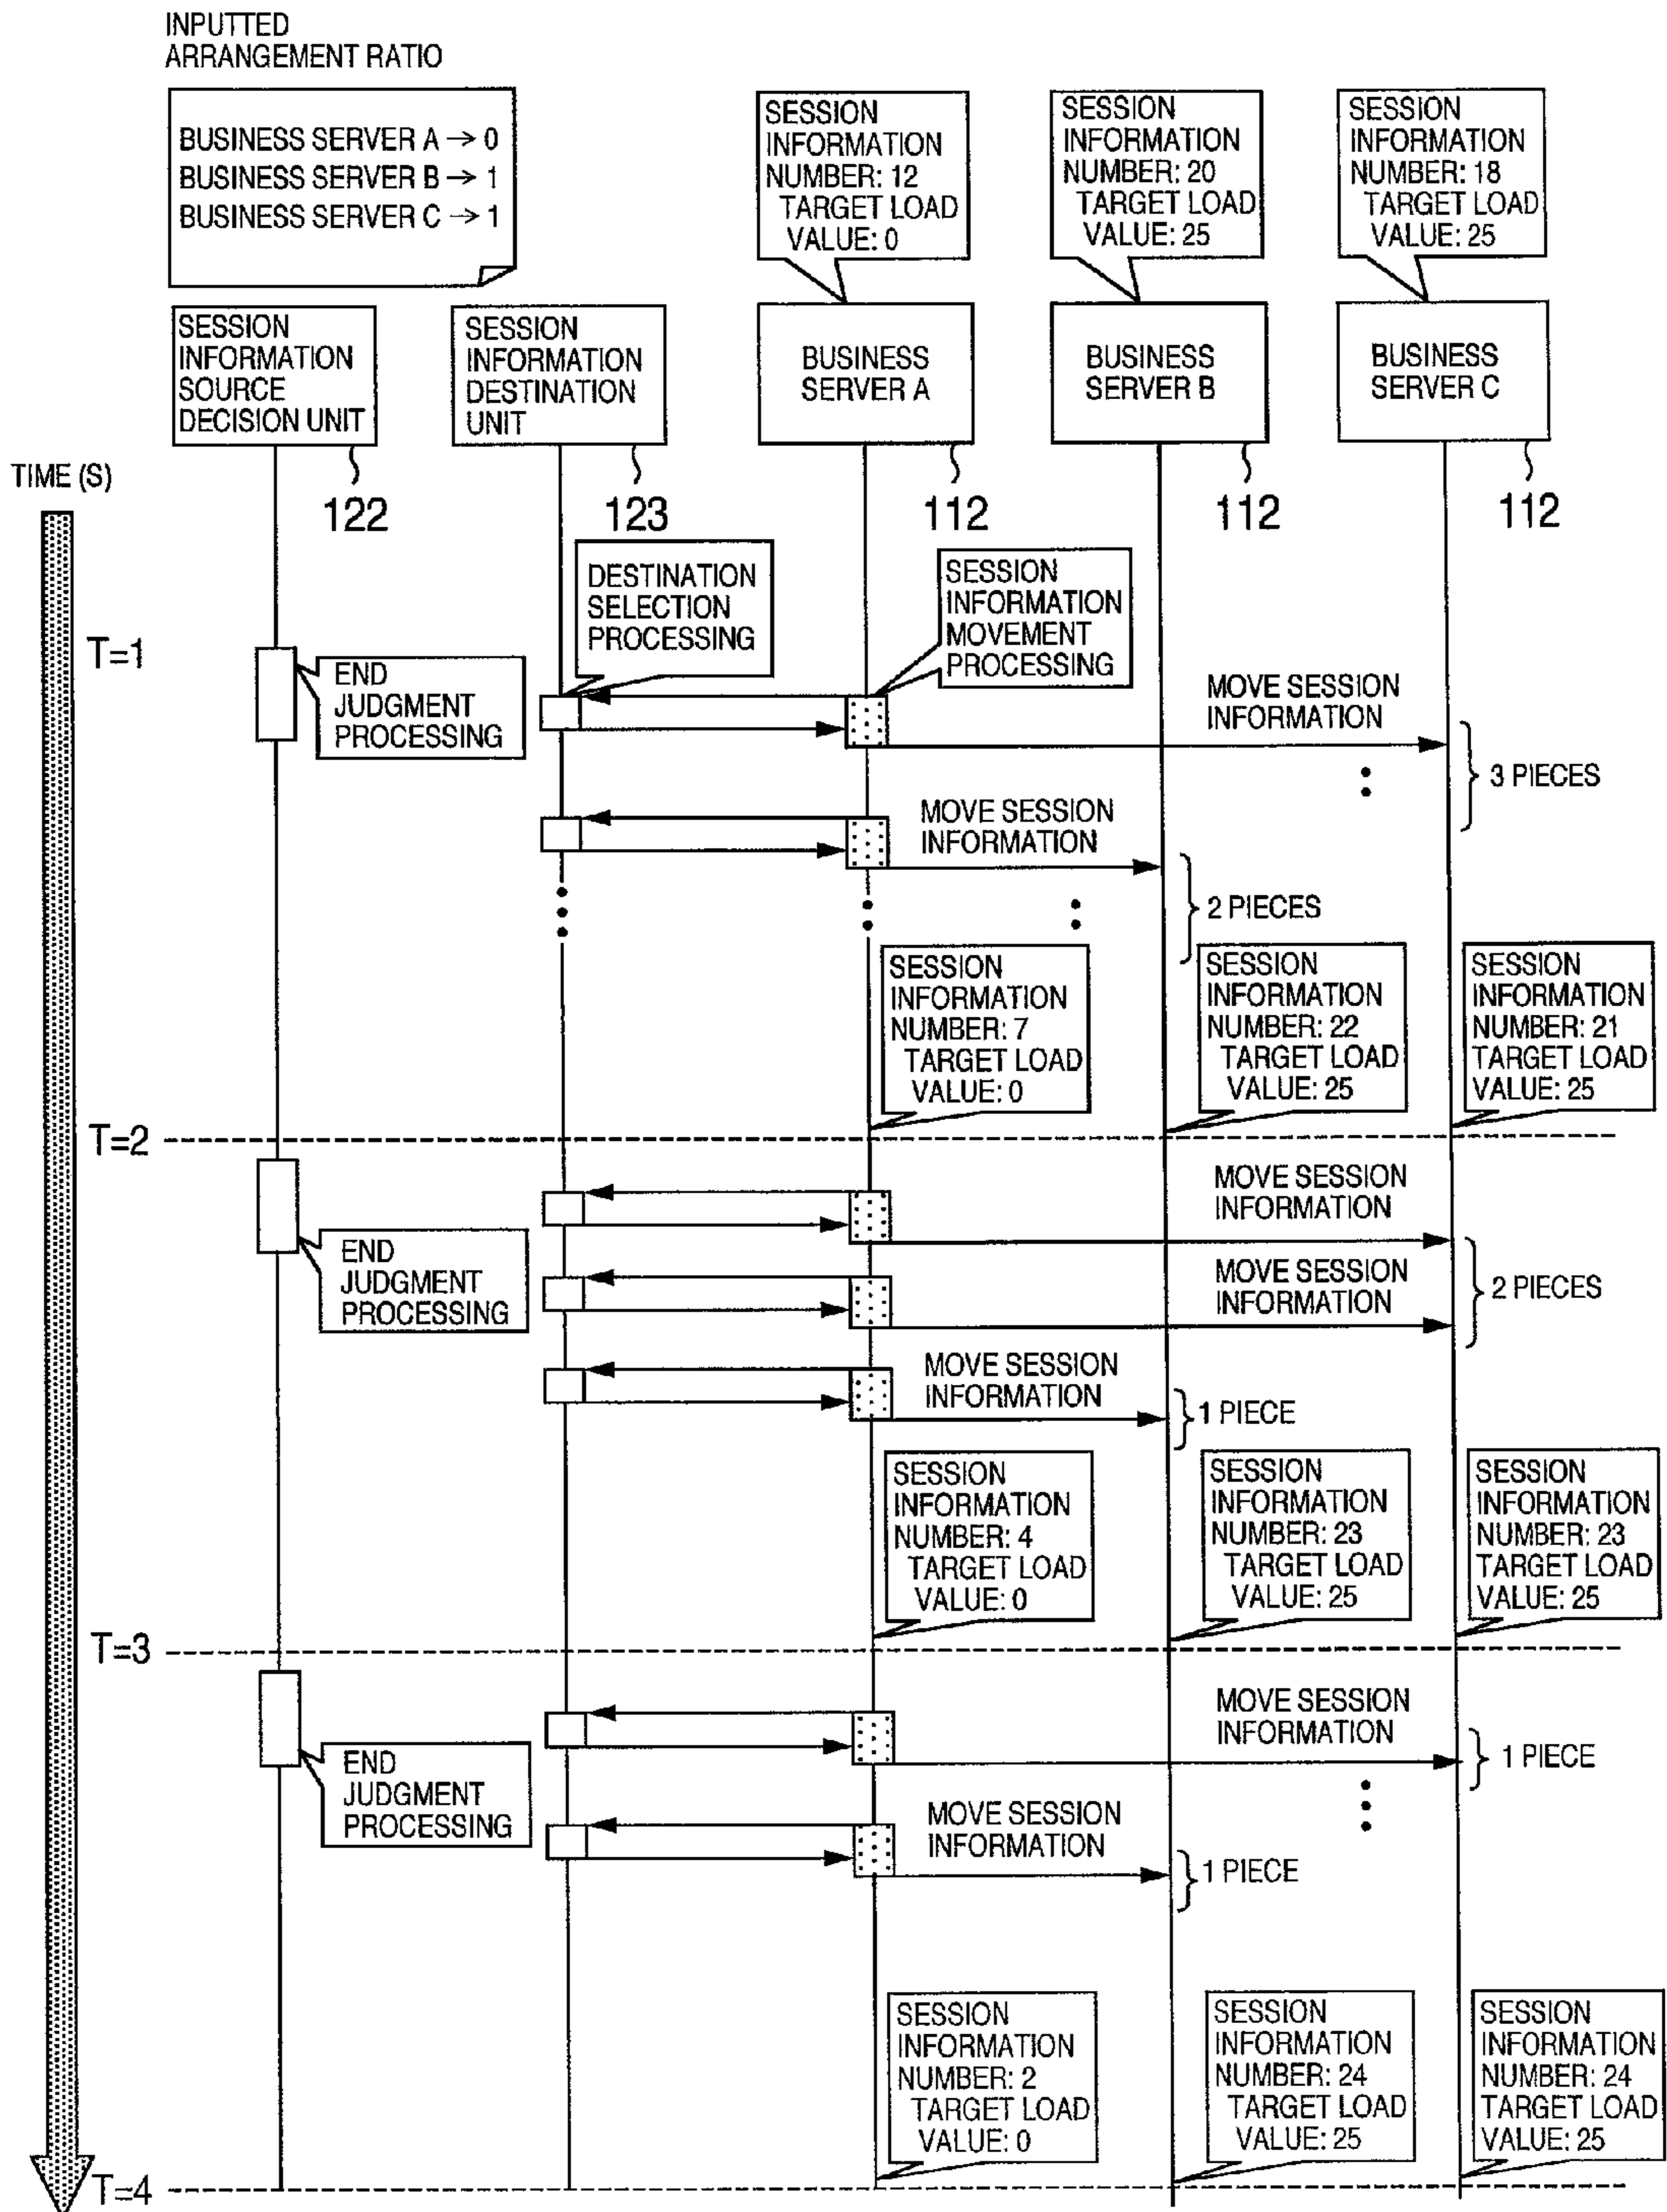 INPUTTED
ARRANGEMENT RATIO
BUSINESS SERVER A → 0
BUSINESS SERVER B → 1
BUSINESS SERVER C → 1
SESSION
INFORMATION
NUMBER: 12
TARGET LOAD
VALUE: 0
SESSION
INFORMATION
NUMBER: 20
TARGET LOAD
VALUE: 25
SESSION
INFORMATION
NUMBER: 18
TARGET LOAD
VALUE: 25
SESSION
INFORMATION
SOURCE
DECISION UNIT
SESSION
INFORMATION
DESTINATION
UNIT
BUSINESS
SERVER A
BUSINESS
SERVER B
BUSINESS
SERVER C
TIME (S)
122
123
112
112
112
DESTINATION
SELECTION
PROCESSING
SESSION
INFORMATION
MOVEMENT
PROCESSING
T=1
END
JUDGMENT
PROCESSING
MOVE SESSION
INFORMATION
3 PIECES
MOVE SESSION
INFORMATION
2 PIECES
SESSION
INFORMATION
NUMBER: 7
TARGET LOAD
VALUE: 0
SESSION
INFORMATION
NUMBER: 22
TARGET LOAD
VALUE: 25
SESSION
INFORMATION
NUMBER: 21
TARGET LOAD
VALUE: 25
T=2
END
JUDGMENT
PROCESSING
MOVE SESSION
INFORMATION
MOVE SESSION
INFORMATION
2 PIECES
MOVE SESSION
INFORMATION
1 PIECE
SESSION
INFORMATION
NUMBER: 4
TARGET LOAD
VALUE: 0
SESSION
INFORMATION
NUMBER: 23
TARGET LOAD
VALUE: 25
SESSION
INFORMATION
NUMBER: 23
TARGET LOAD
VALUE: 25
T=3
END
JUDGMENT
PROCESSING
MOVE SESSION
INFORMATION
1 PIECE
MOVE SESSION
INFORMATION
1 PIECE
SESSION
INFORMATION
NUMBER: 2
TARGET LOAD
VALUE: 0
SESSION
INFORMATION
NUMBER: 24
TARGET LOAD
VALUE: 25
SESSION
INFORMATION
NUMBER: 24
TARGET LOAD
VALUE: 25
T=4